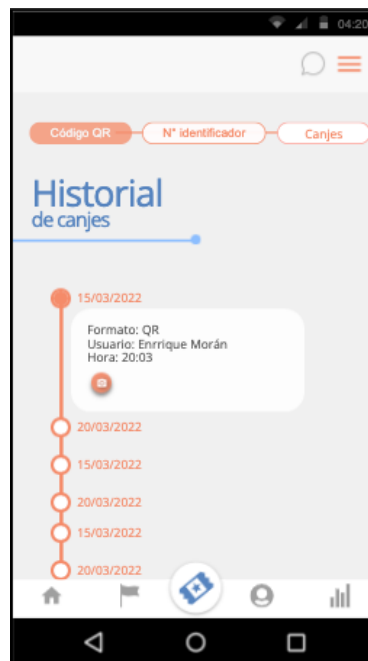 04:20
Código QR
N° identificador
Canjes
Historial
de canjes
15/03/2022
Formato: QR
Usuario: Enrrique Morán
Hora: 20:03
20/03/2022
15/03/2022
20/03/2022
15/03/2022
20/03/2022